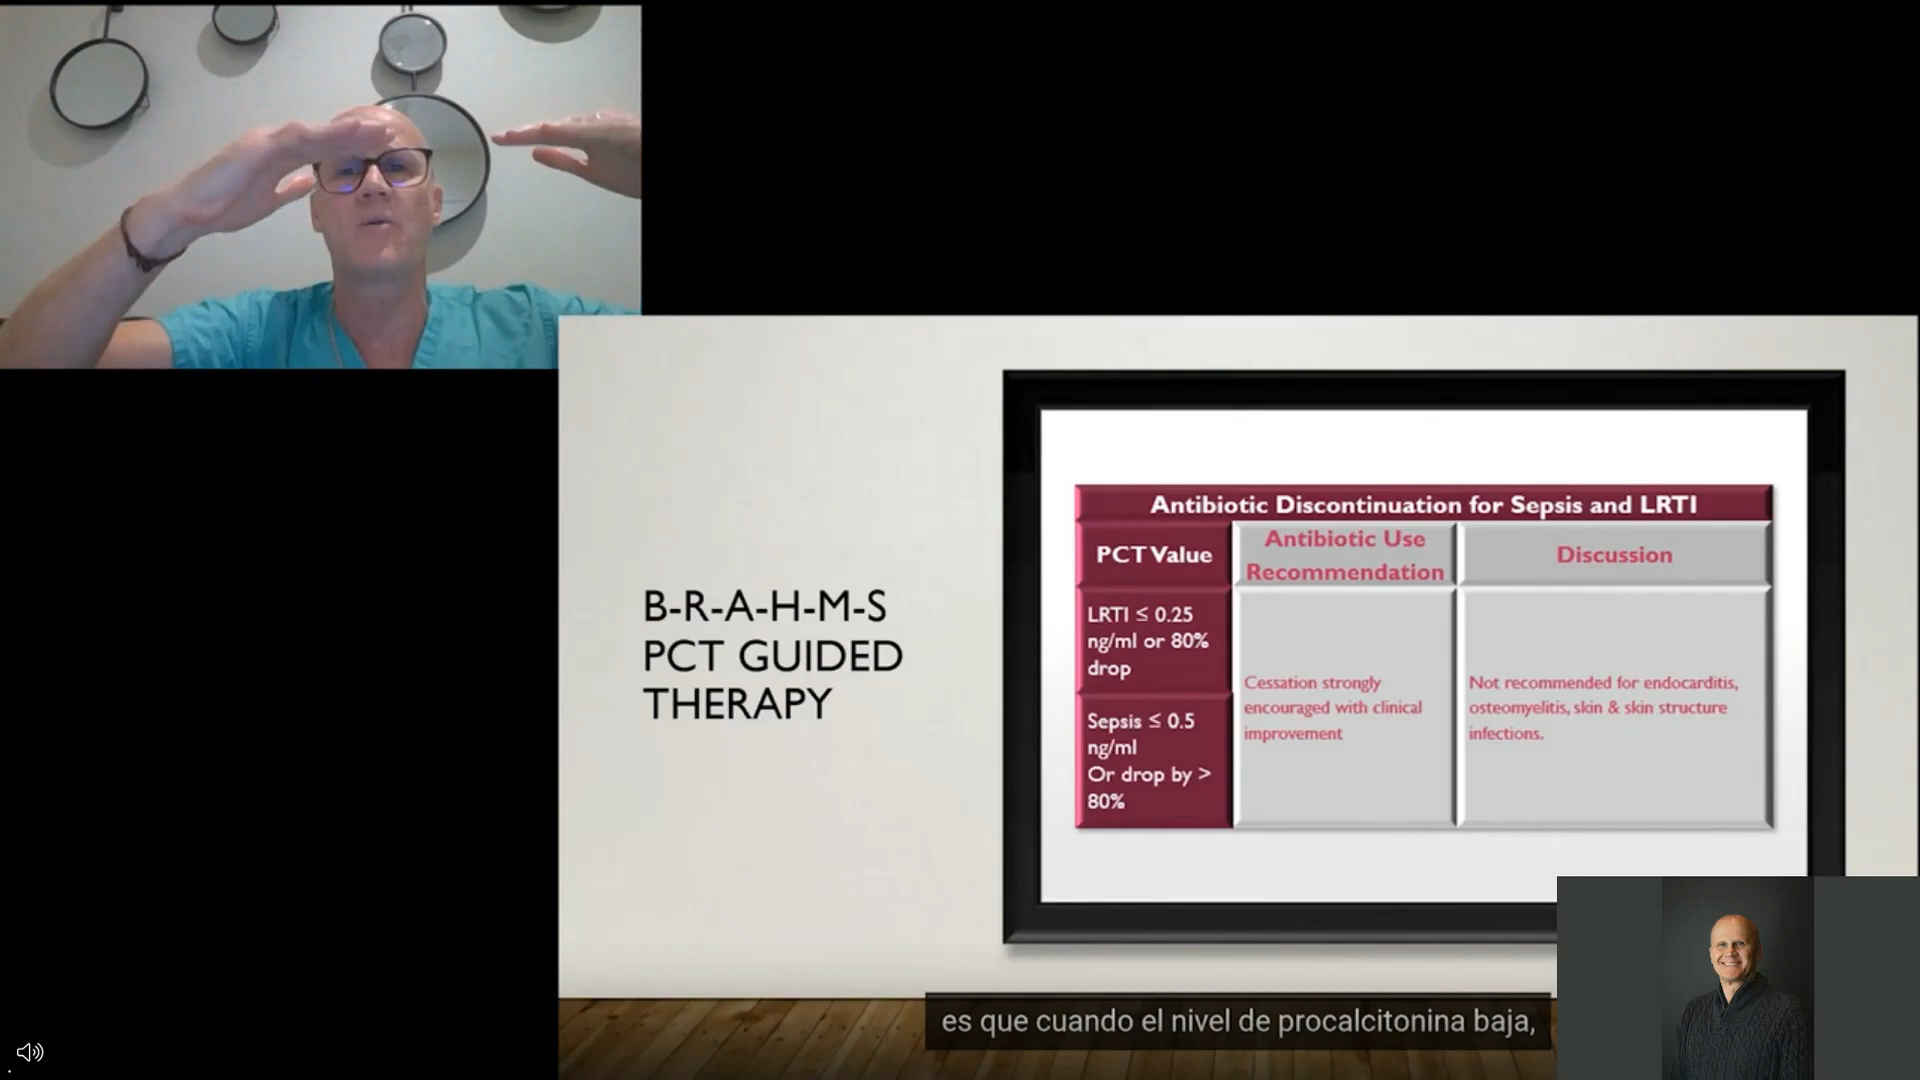 B-R-A-H-M-S
PCT GUIDED
THERAPY
Antibiotic Discontinuation for Sepsis and LRTI
PCT Value
Antibiotic Use
Recommendation
Discussion
LRTI ≤ 0.25
ng/ml or 80%
drop
Sepsis ≤ 0.5
ng/ml
Or drop by >
80%
Cessation strongly
encouraged with clinical
improvement
Not recommended for endocarditis,
osteomyelitis, skin & skin structure
infections.
es que cuando el nivel de procalcitonina baja,